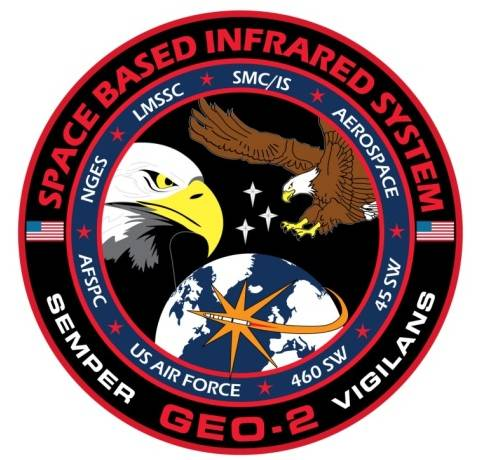 SPACE BASED INFRARED SYSTEM
AFSPC
NGES
LMSSC
SMC/IS
AEROSPACE
45 SW
460 SW
US AIR FORCE
SEMPER
GEO-2
VIGILANS